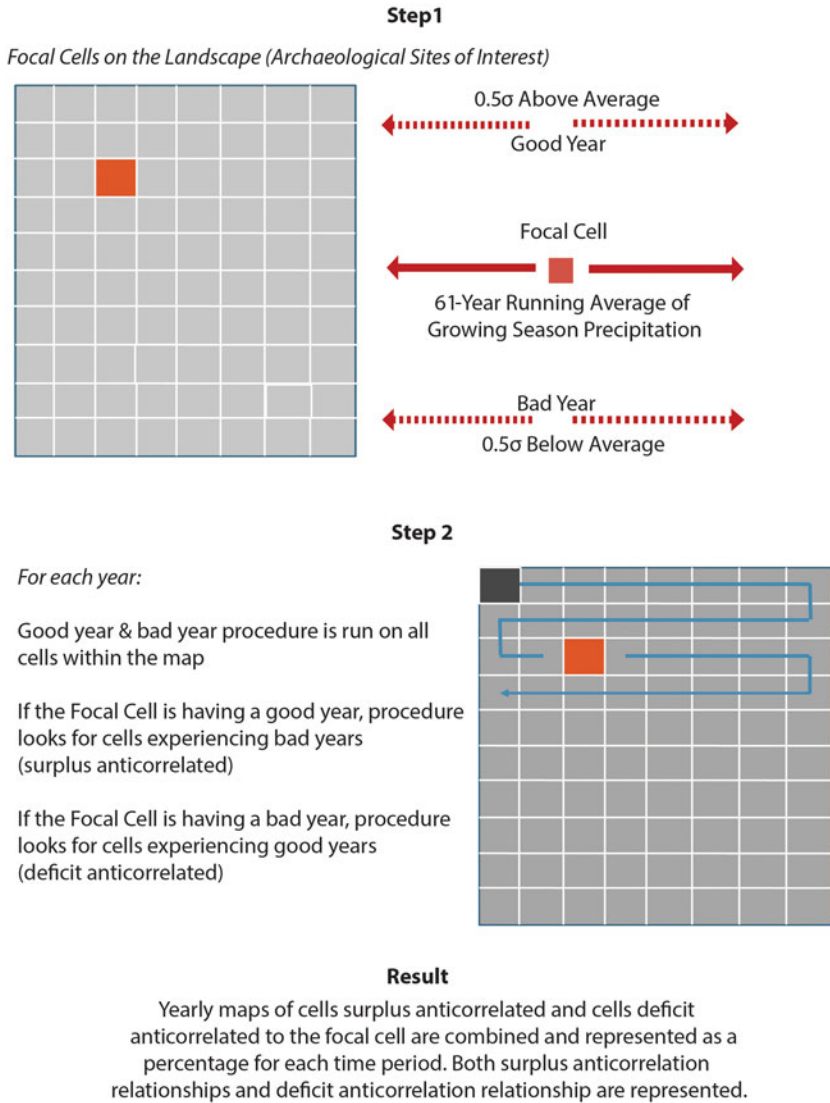 Step1
Focal Cells on the Landscape (Archaeological Sites of Interest)
0.5σ Above Average
Good Year
Focal Cell
61-Year Running Average of
Growing Season Precipitation
Bad Year
0.5σ Below Average
Step 2
For each year:
Good year & bad year procedure is run on all
cells within the map
If the Focal Cell is having a good year, procedure
looks for cells experiencing bad years
(surplus anticorrelated)
If the Focal Cell is having a bad year, procedure
looks for cells experiencing good years
(deficit anticorrelated)
Result
Yearly maps of cells surplus anticorrelated and cells deficit
anticorrelated to the focal cell are combined and represented as a
percentage for each time period. Both surplus anticorrelation
relationships and deficit anticorrelation relationship are represented.